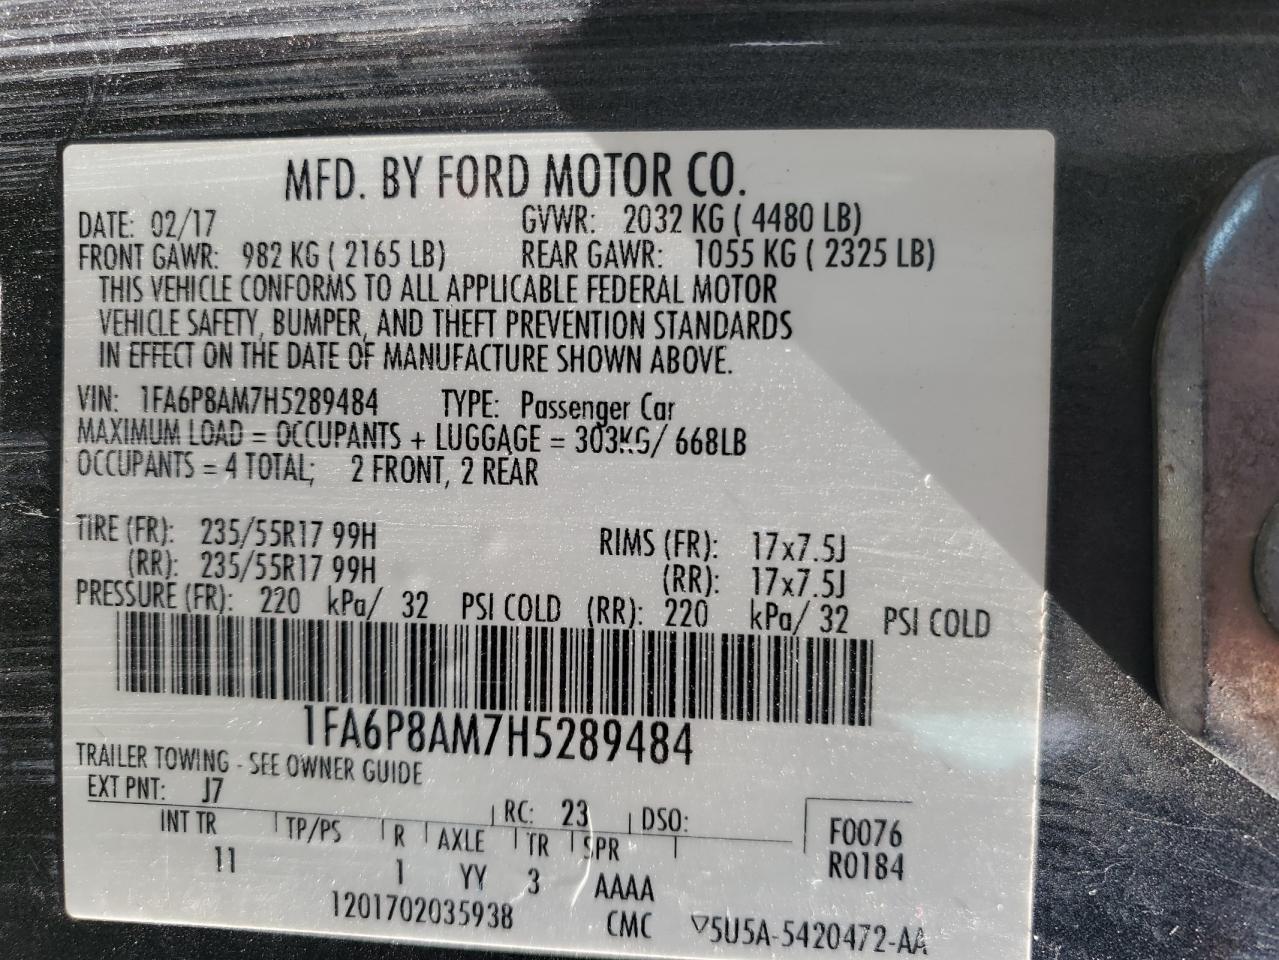 MFD. BY FORD MOTOR CO.
DATE: 02/17 GVWR: 2032 KG ( 4480 LB)
FRONT GAWR: 982 KG ( 2165 LB) REAR GAWR: 1055 KG ( 2325 LB)
THIS VEHICLE CONFORMS TO ALL APPLICABLE FEDERAL MOTOR
VEHICLE SAFETY, BUMPER, AND THEFT PREVENTION STANDARDS
IN EFFECT ON THE DATE OF MANUFACTURE SHOWN ABOVE.
VIN: 1FA6P8AM7H5289484 TYPE: Passenger Car
MAXIMUM LOAD = OCCUPANTS + LUGGAGE = 303KG/ 668LB
OCCUPANTS = 4 TOTAL; 2 FRONT, 2 REAR
TIRE (FR): 235/55R17 99H RIMS (FR): 17x7.5J
(RR): 235/55R17 99H (RR): 17x7.5J
PRESSURE (FR): 220 kPa/ 32 PSI COLD (RR): 220 kPa/ 32 PSI COLD
1FA6P8AM7H5289484
TRAILER TOWING - SEE OWNER GUIDE
EXT PNT: J7 RC: 23 DSO:
INT TR TP/PS R AXLE TR SPR F0076
11 1 YY 3 AAAA R0184
1201702035938 CMC ▽5U5A-5420472-AA